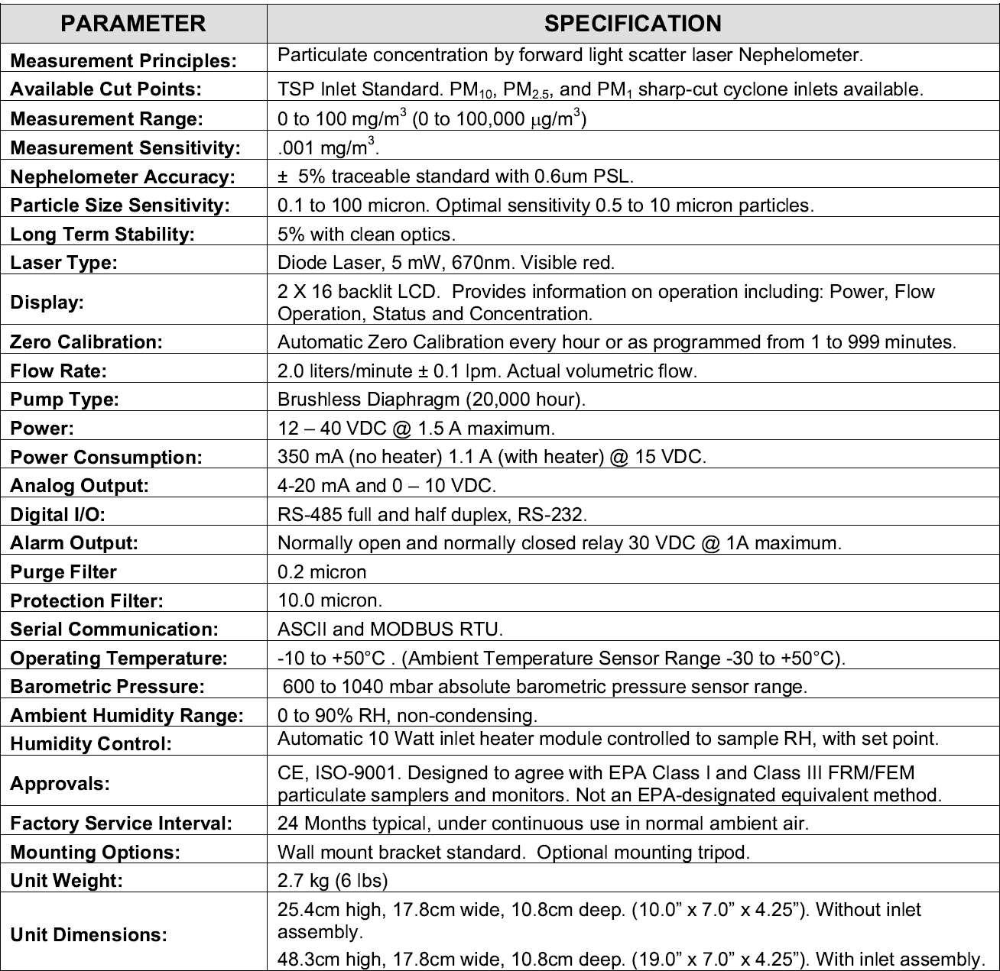 PARAMETER SPECIFICATION
Measurement Principles: Particulate concentration by forward light scatter laser Nephelometer.
Available Cut Points: TSP Inlet Standard. PM10, PM2.5, and PM1 sharp-cut cyclone inlets available.
Measurement Range: 0 to 100 mg/m3 (0 to 100,000 µg/m3)
Measurement Sensitivity: .001 mg/m3.
Nephelometer Accuracy: ± 5% traceable standard with 0.6um PSL.
Particle Size Sensitivity: 0.1 to 100 micron. Optimal sensitivity 0.5 to 10 micron particles.
Long Term Stability: 5% with clean optics.
Laser Type: Diode Laser, 5 mW, 670nm. Visible red.
Display: 2 X 16 backlit LCD. Provides information on operation including: Power, Flow
Operation, Status and Concentration.
Zero Calibration: Automatic Zero Calibration every hour or as programmed from 1 to 999 minutes.
Flow Rate: 2.0 liters/minute ± 0.1 lpm. Actual volumetric flow.
Pump Type: Brushless Diaphragm (20,000 hour).
Power: 12 – 40 VDC @ 1.5 A maximum.
Power Consumption: 350 mA (no heater) 1.1 A (with heater) @ 15 VDC.
Analog Output: 4-20 mA and 0 – 10 VDC.
Digital I/O: RS-485 full and half duplex, RS-232.
Alarm Output: Normally open and normally closed relay 30 VDC @ 1A maximum.
Purge Filter 0.2 micron
Protection Filter: 10.0 micron.
Serial Communication: ASCII and MODBUS RTU.
Operating Temperature: -10 to +50°C . (Ambient Temperature Sensor Range -30 to +50°C).
Barometric Pressure: 600 to 1040 mbar absolute barometric pressure sensor range.
Ambient Humidity Range: 0 to 90% RH, non-condensing.
Humidity Control: Automatic 10 Watt inlet heater module controlled to sample RH, with set point.
Approvals: CE, ISO-9001. Designed to agree with EPA Class I and Class III FRM/FEM
particulate samplers and monitors. Not an EPA-designated equivalent method.
Factory Service Interval: 24 Months typical, under continuous use in normal ambient air.
Mounting Options: Wall mount bracket standard. Optional mounting tripod.
Unit Weight: 2.7 kg (6 lbs)
Unit Dimensions: 25.4cm high, 17.8cm wide, 10.8cm deep. (10.0” x 7.0” x 4.25”). Without inlet
assembly.
48.3cm high, 17.8cm wide, 10.8cm deep. (19.0” x 7.0” x 4.25”). With inlet assembly.